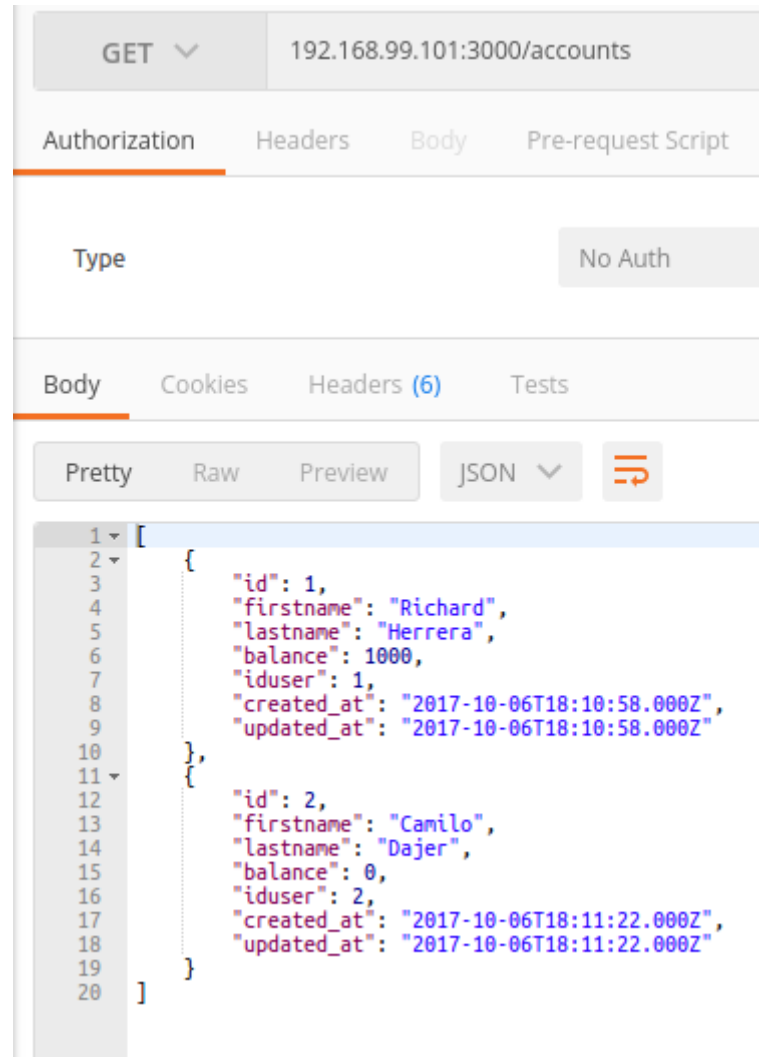 GET 192.168.99.101:3000/accounts
Authorization Headers Body Pre-request Script
Type No Auth
Body Cookies Headers (6) Tests
Pretty Raw Preview JSON
1 [
2 {
3 "id": 1,
4 "firstname": "Richard",
5 "lastname": "Herrera",
6 "balance": 1000,
7 "iduser": 1,
8 "created_at": "2017-10-06T18:10:58.000Z",
9 "updated_at": "2017-10-06T18:10:58.000Z"
10 },
11 {
12 "id": 2,
13 "firstname": "Camilo",
14 "lastname": "Dajer",
15 "balance": 0,
16 "iduser": 2,
17 "created_at": "2017-10-06T18:11:22.000Z",
18 "updated_at": "2017-10-06T18:11:22.000Z"
19 }
20 ]